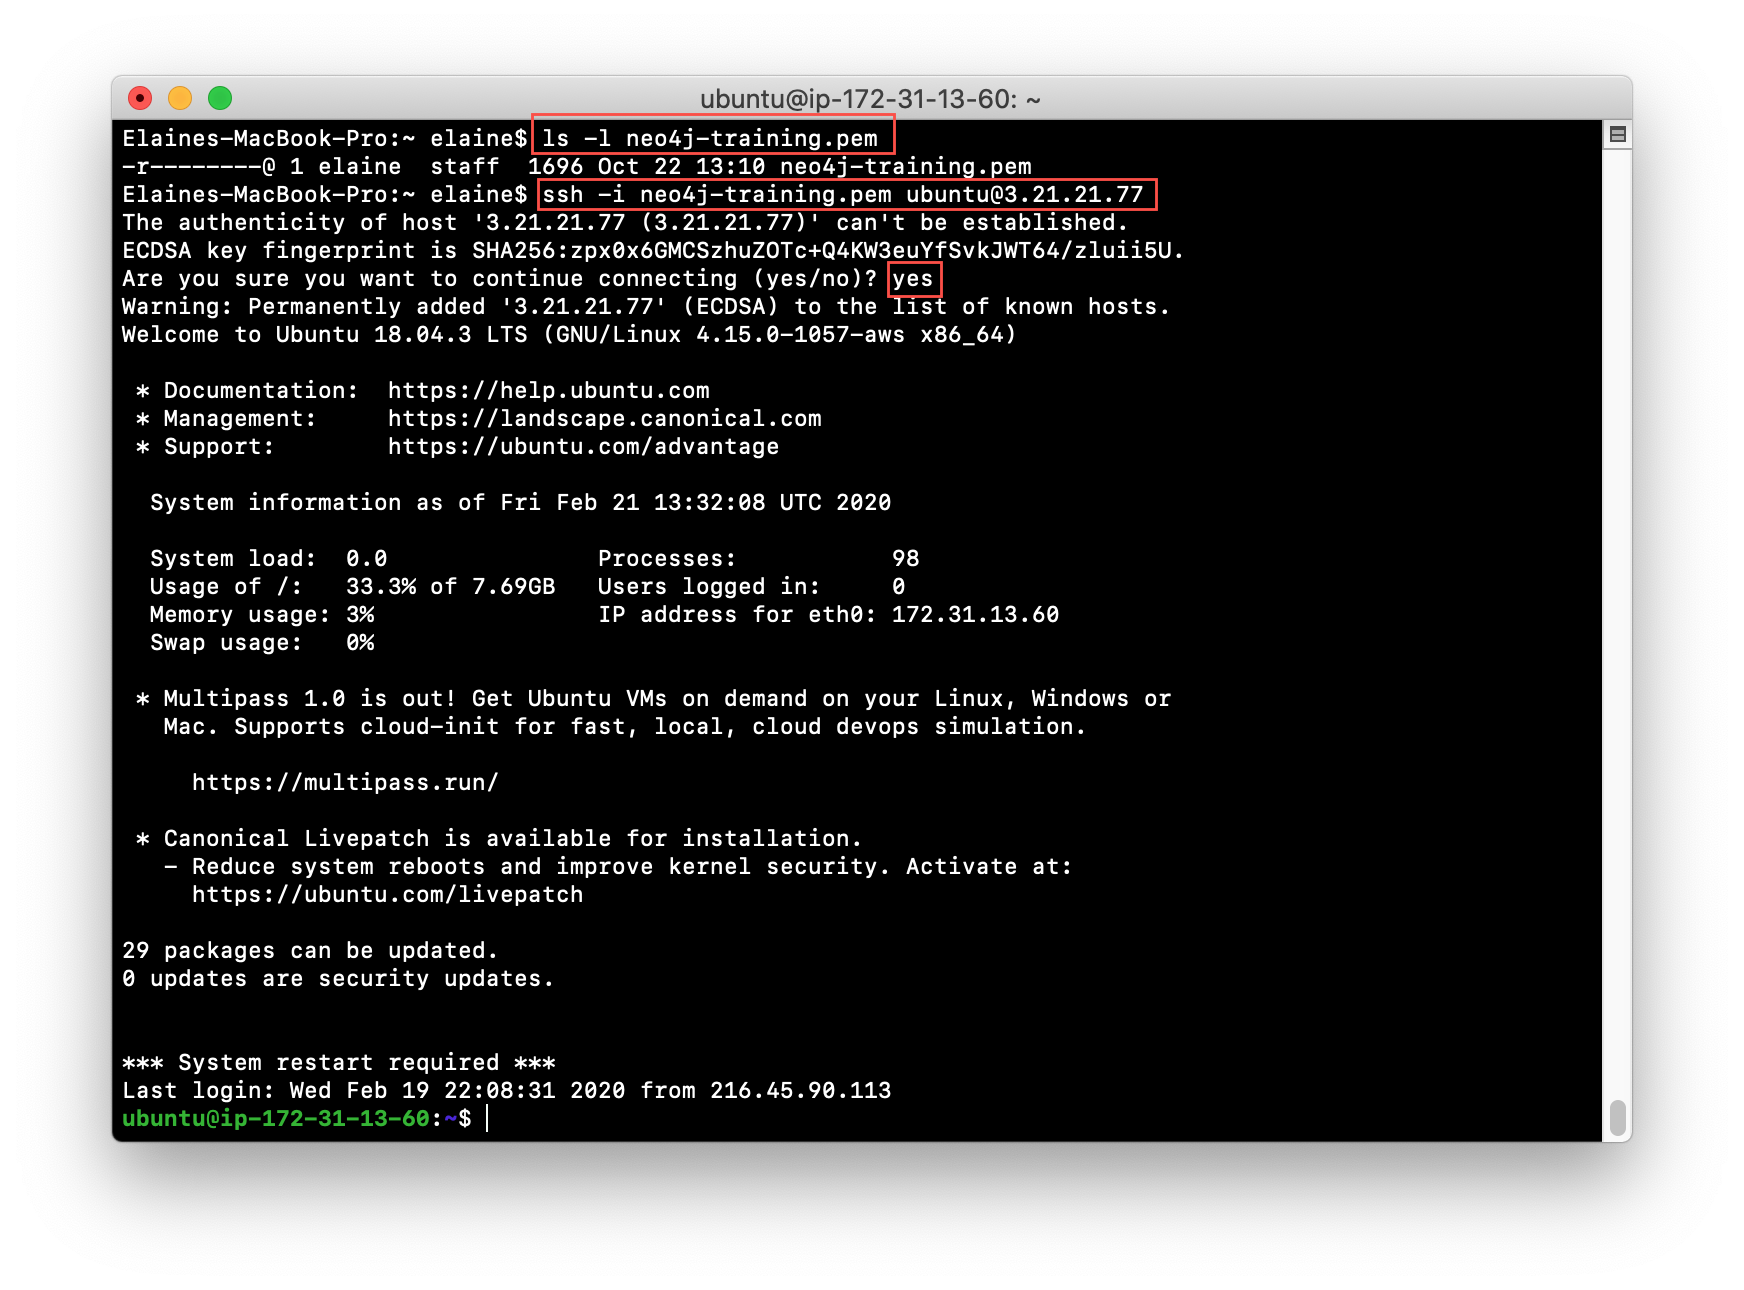 ubuntu@ip-172-31-13-60: ~
Elaines-MacBook-Pro:~ elaine$ ls -l neo4j-training.pem
-r--------@ 1 elaine  staff  1696 Oct 22 13:10 neo4j-training.pem
Elaines-MacBook-Pro:~ elaine$ ssh -i neo4j-training.pem ubuntu@3.21.21.77
The authenticity of host '3.21.21.77 (3.21.21.77)' can't be established.
ECDSA key fingerprint is SHA256:zpx0x6GMCSzhuZOTc+Q4KW3euYfSvkJWT64/zluii5U.
Are you sure you want to continue connecting (yes/no)? yes
Warning: Permanently added '3.21.21.77' (ECDSA) to the list of known hosts.
Welcome to Ubuntu 18.04.3 LTS (GNU/Linux 4.15.0-1057-aws x86_64)
 * Documentation:  https://help.ubuntu.com
 * Management:     https://landscape.canonical.com
 * Support:        https://ubuntu.com/advantage
  System information as of Fri Feb 21 13:32:08 UTC 2020
  System load:  0.0               Processes:           98
  Usage of /:   33.3% of 7.69GB   Users logged in:     0
  Memory usage: 3%                IP address for eth0: 172.31.13.60
  Swap usage:   0%
 * Multipass 1.0 is out! Get Ubuntu VMs on demand on your Linux, Windows or
   Mac. Supports cloud-init for fast, local, cloud devops simulation.
     https://multipass.run/
 * Canonical Livepatch is available for installation.
   - Reduce system reboots and improve kernel security. Activate at:
     https://ubuntu.com/livepatch
29 packages can be updated.
0 updates are security updates.
*** System restart required ***
Last login: Wed Feb 19 22:08:31 2020 from 216.45.90.113
ubuntu@ip-172-31-13-60:~$